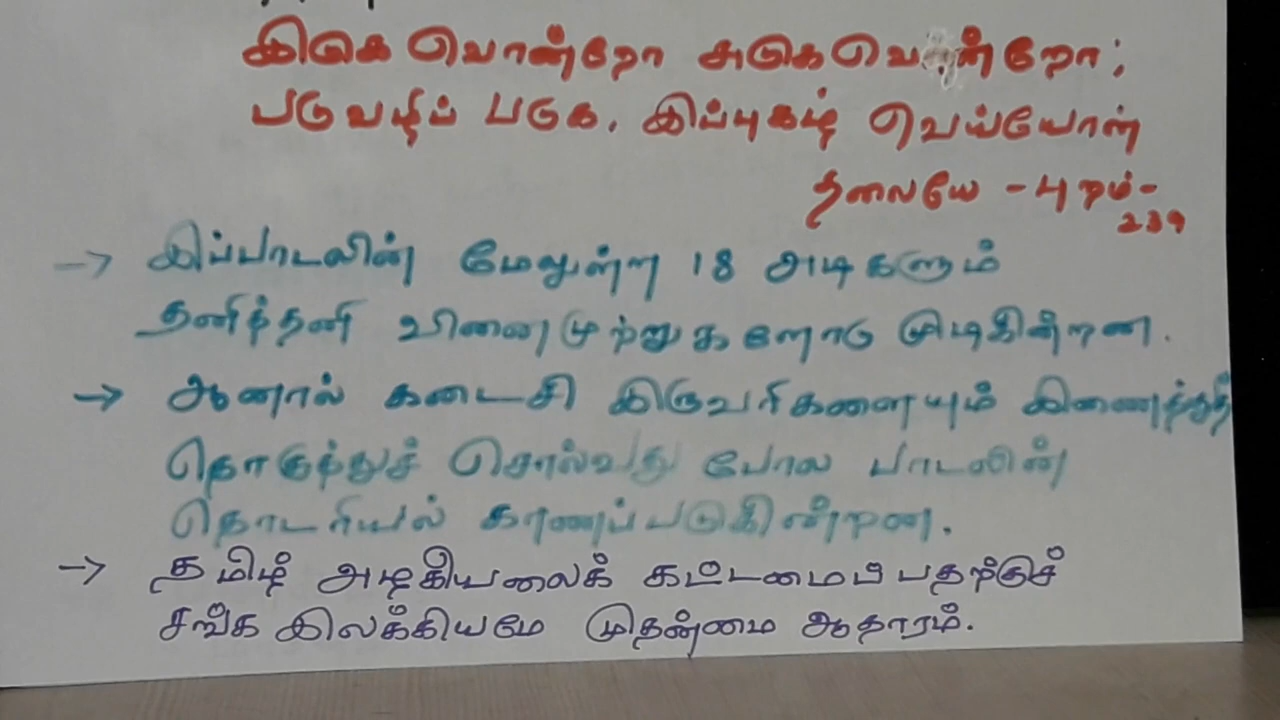 இடுக வொன்றோ சுடுகவொன்றோ;
படுவழிப் படுக. இப்புகழ் வெய்யோன்
தலையே - புறம்-
239
→ இப்பாடலின் மேலுள்ள 18 அடிகளும்
தனித்தனி வினைமுற்றுகளோடு முடிகின்றன.
→ ஆனால் கடைசி இருவரிகளையும் இணைத்துத்
தொகுத்துச் சொல்வது போல பாடலின்
தொடரியல் காணப்படுகின்றன.
→ தமிழ் அழகியலைக் கட்டமைப்பதற்குச்
சங்க இலக்கியமே முதன்மை ஆதாரம்.